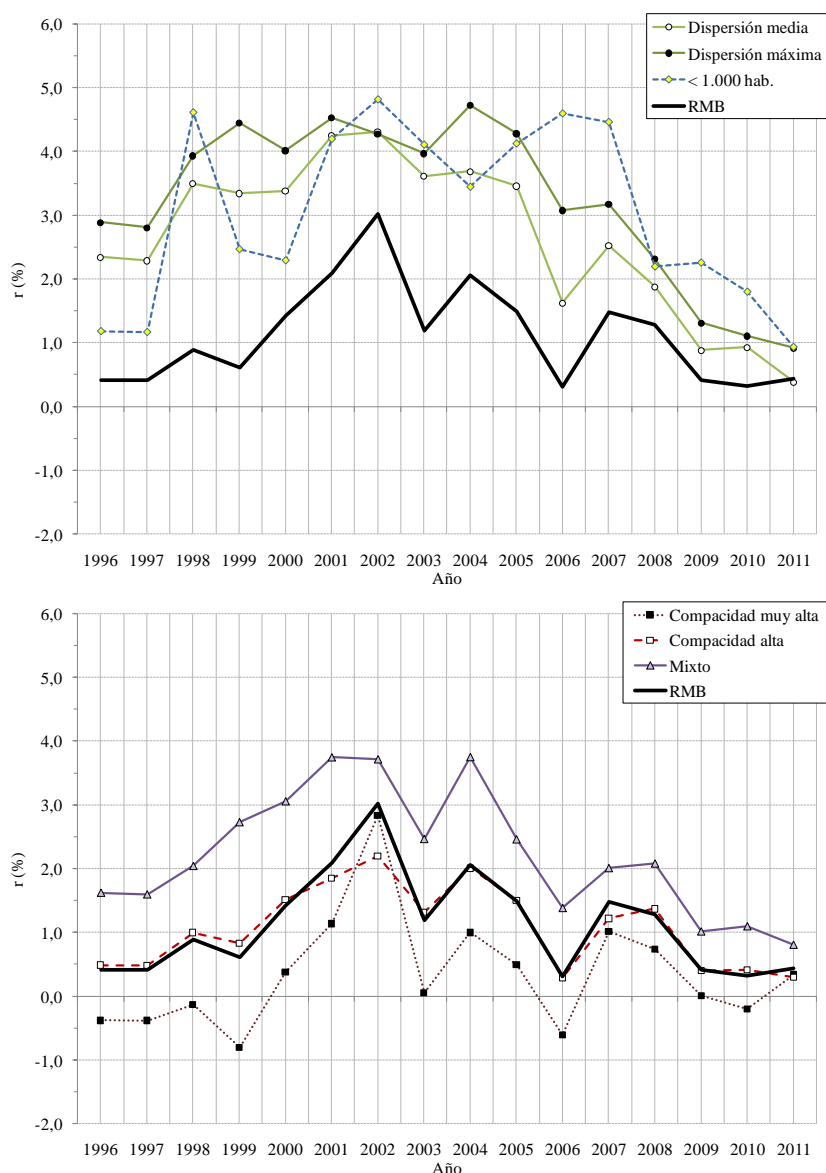 6,0
5,0
4,0
3,0
2,0
1,0
0,0
-1,0
-2,0
r (%)
Dispersión media
Dispersión máxima
< 1.000 hab.
RMB
1996 1997 1998 1999 2000 2001 2002 2003 2004 2005 2006 2007 2008 2009 2010 2011
Año
6,0
5,0
4,0
3,0
2,0
1,0
0,0
-1,0
-2,0
r (%)
Compacidad muy alta
Compacidad alta
Mixto
RMB
1996 1997 1998 1999 2000 2001 2002 2003 2004 2005 2006 2007 2008 2009 2010 2011
Año